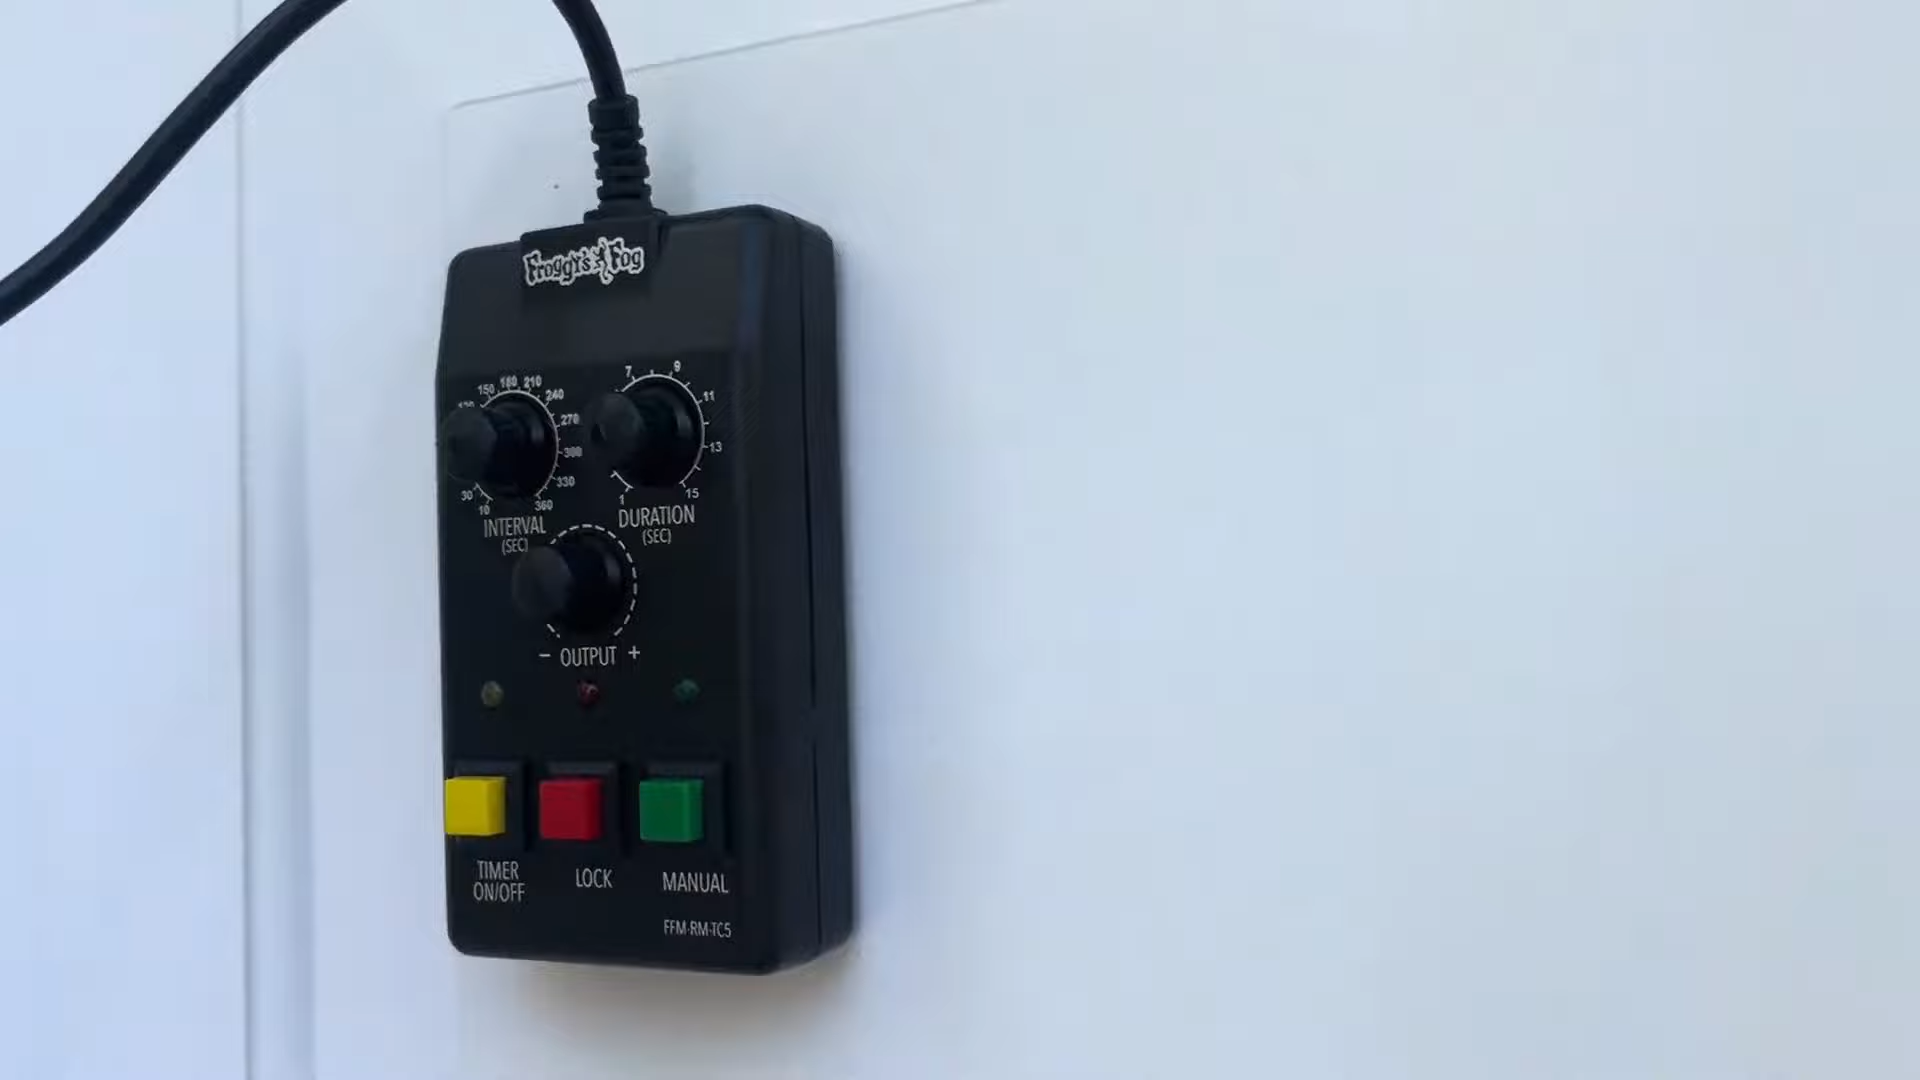 Froggy's Fog
150 180 210 240 270 300 330 360
30 10
7 9 11 13 15
1
INTERVAL
(SEC)
DURATION
(SEC)
− OUTPUT +
TIMER
ON/OFF
LOCK
MANUAL
FFM-RM-TC5